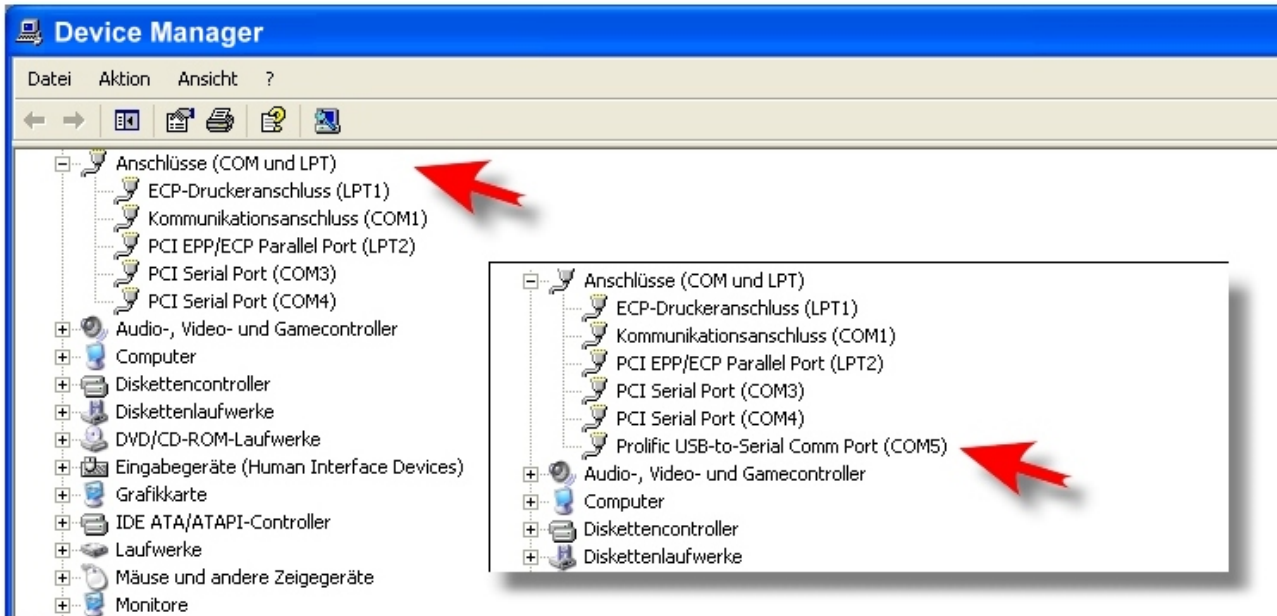 Device Manager
Datei Aktion Ansicht ?
Anschlüsse (COM und LPT)
ECP-Druckeranschluss (LPT1)
Kommunikationsanschluss (COM1)
PCI EPP/ECP Parallel Port (LPT2)
PCI Serial Port (COM3)
PCI Serial Port (COM4)
Audio-, Video- und Gamecontroller
Computer
Diskettencontroller
Diskettenlaufwerke
DVD/CD-ROM-Laufwerke
Eingabegeräte (Human Interface Devices)
Grafikkarte
IDE ATA/ATAPI-Controller
Laufwerke
Mäuse und andere Zeigegeräte
Monitore
Anschlüsse (COM und LPT)
ECP-Druckeranschluss (LPT1)
Kommunikationsanschluss (COM1)
PCI EPP/ECP Parallel Port (LPT2)
PCI Serial Port (COM3)
PCI Serial Port (COM4)
Prolific USB-to-Serial Comm Port (COM5)
Audio-, Video- und Gamecontroller
Computer
Diskettencontroller
Diskettenlaufwerke